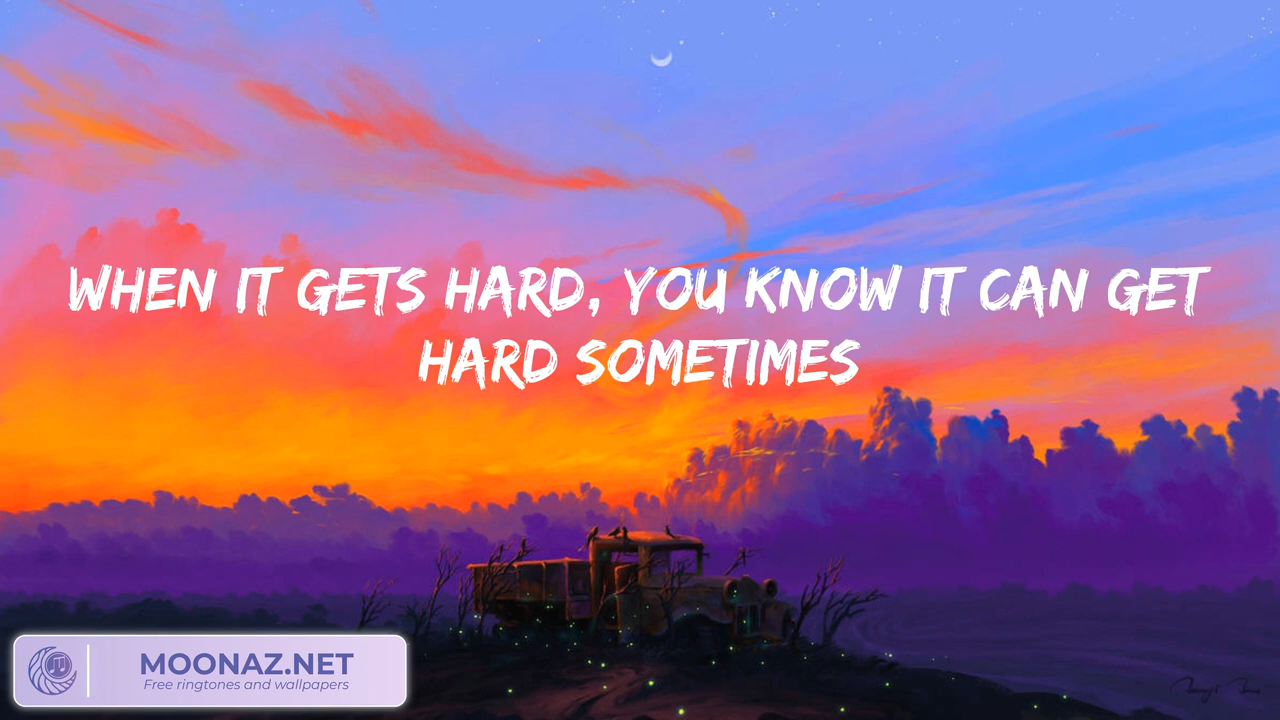 WHEN IT GETS HARD, YOU KNOW IT CAN GET
HARD SOMETIMES
MOONAZ.NET
Free ringtones and wallpapers